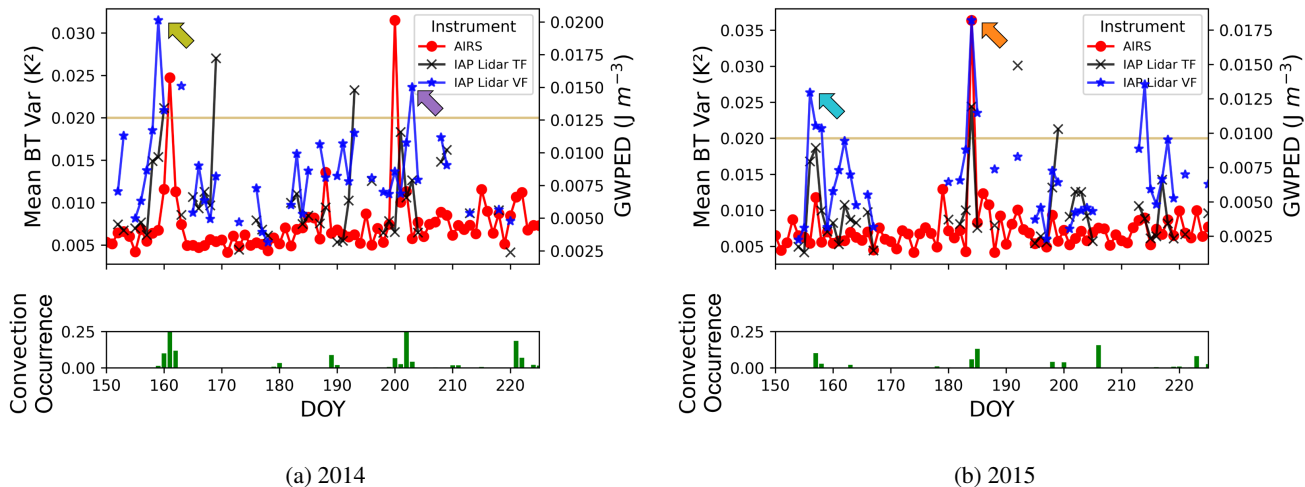 Mean BT Var (K²)
0.030
0.025
0.020
0.015
0.010
0.005
Instrument
AIRS
IAP Lidar TF
IAP Lidar VF
0.0200
0.0175
0.0150
0.0125
0.0100
0.0075
0.0050
0.0025
GWPED (J m⁻³)
Convection
Occurrence
0.25
0.00
150 160 170 180 190 200 210 220
DOY
(a) 2014
Mean BT Var (K²)
0.035
0.030
0.025
0.020
0.015
0.010
0.005
Instrument
AIRS
IAP Lidar TF
IAP Lidar VF
0.0175
0.0150
0.0125
0.0100
0.0075
0.0050
0.0025
GWPED (J m⁻³)
Convection
Occurrence
0.25
0.00
150 160 170 180 190 200 210 220
DOY
(b) 2015